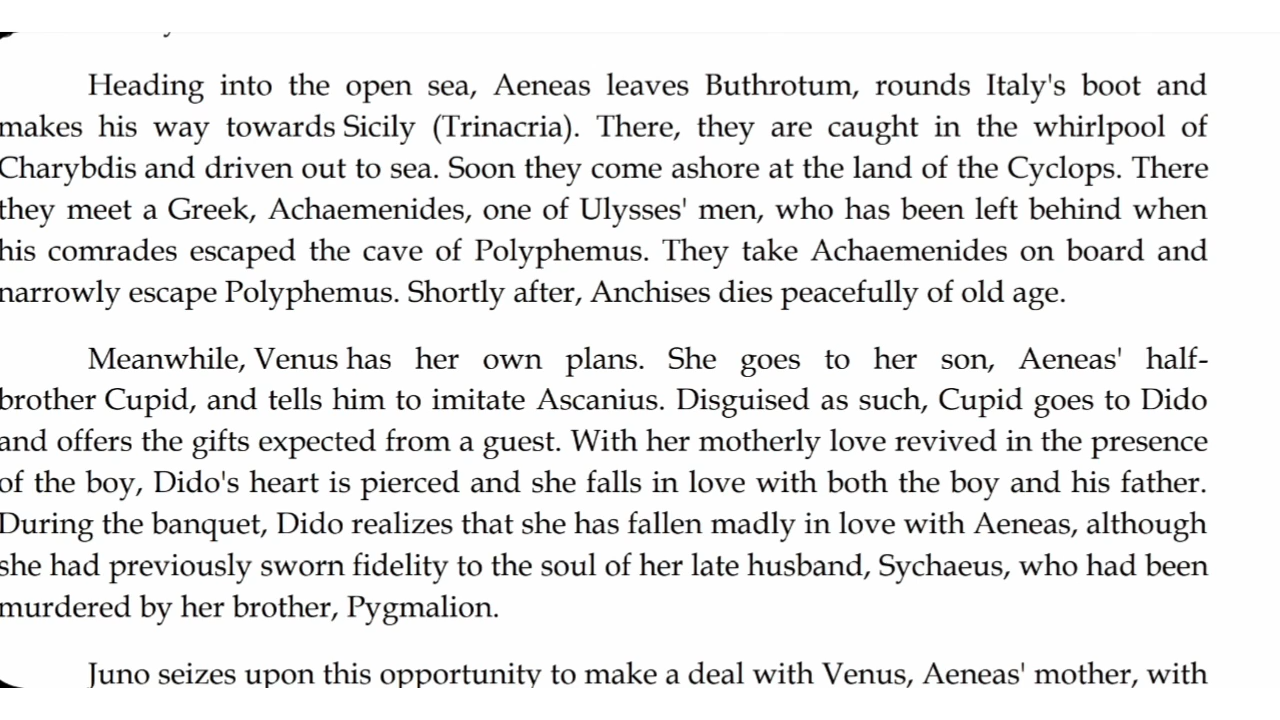 Heading into the open sea, Aeneas leaves Buthrotum, rounds Italy's boot and
makes his way towards Sicily (Trinacria). There, they are caught in the whirlpool of
Charybdis and driven out to sea. Soon they come ashore at the land of the Cyclops. There
they meet a Greek, Achaemenides, one of Ulysses' men, who has been left behind when
his comrades escaped the cave of Polyphemus. They take Achaemenides on board and
narrowly escape Polyphemus. Shortly after, Anchises dies peacefully of old age.
Meanwhile, Venus has her own plans. She goes to her son, Aeneas' half-
brother Cupid, and tells him to imitate Ascanius. Disguised as such, Cupid goes to Dido
and offers the gifts expected from a guest. With her motherly love revived in the presence
of the boy, Dido's heart is pierced and she falls in love with both the boy and his father.
During the banquet, Dido realizes that she has fallen madly in love with Aeneas, although
she had previously sworn fidelity to the soul of her late husband, Sychaeus, who had been
murdered by her brother, Pygmalion.
Juno seizes upon this opportunity to make a deal with Venus, Aeneas' mother, with